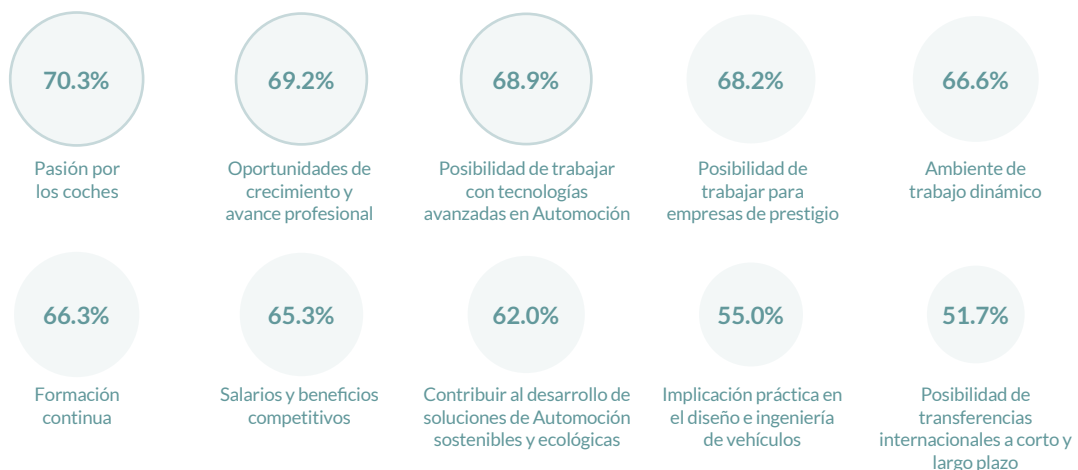 70.3%
Pasión por
los coches
69.2%
Oportunidades de
crecimiento y
avance profesional
68.9%
Posibilidad de trabajar
con tecnologías
avanzadas en Automoción
68.2%
Posibilidad de
trabajar para
empresas de prestigio
66.6%
Ambiente de
trabajo dinámico
66.3%
Formación
continua
65.3%
Salarios y beneficios
competitivos
62.0%
Contribuir al desarrollo de
soluciones de Automoción
sostenibles y ecológicas
55.0%
Implicación práctica en
el diseño e ingeniería
de vehículos
51.7%
Posibilidad de
transferencias
internacionales a corto y
largo plazo